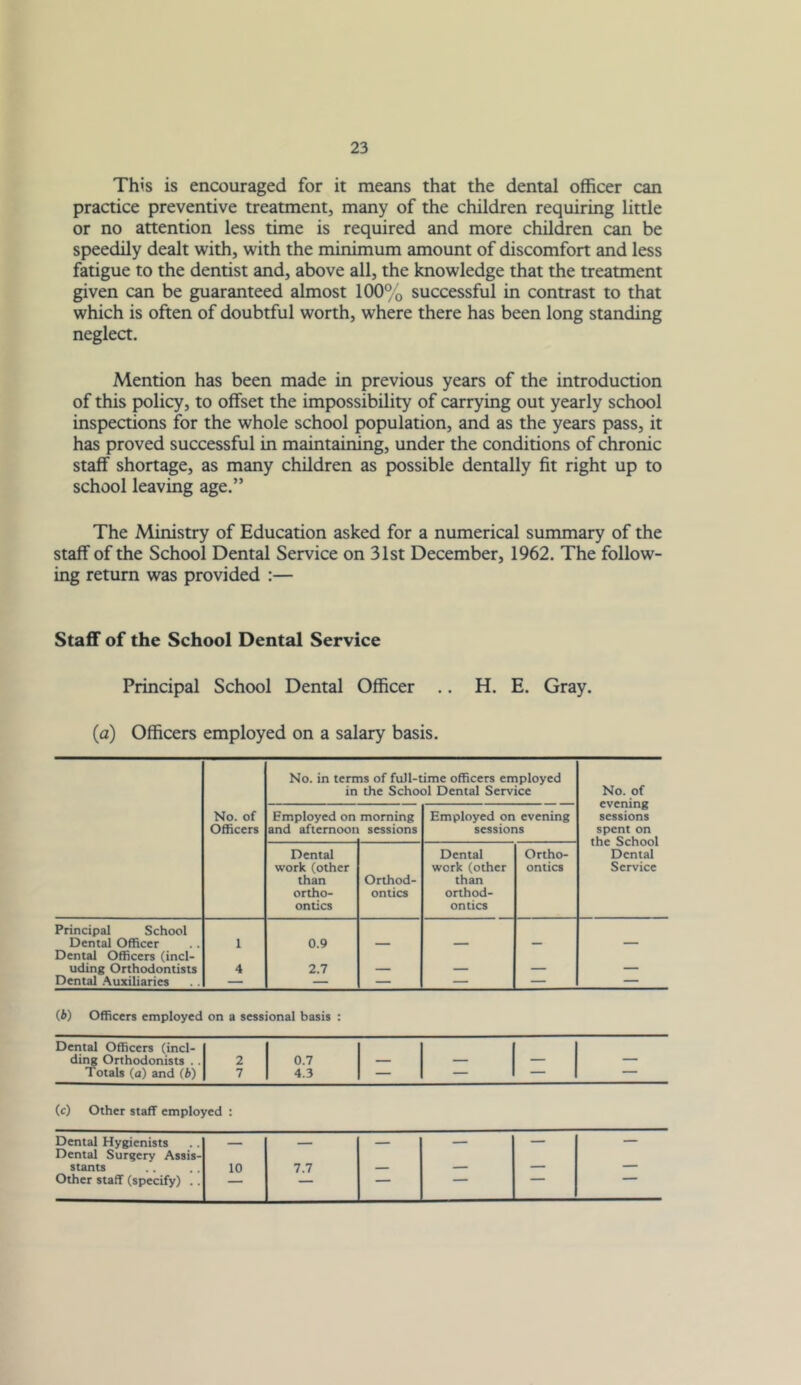 23
This is encouraged for it means that the dental officer can
practice preventive treatment, many of the children requiring little
or no attention less time is required and more children can be
speedily dealt with, with the minimum amount of discomfort and less
fatigue to the dentist and, above all, the knowledge that the treatment
given can be guaranteed almost 100% successful in contrast to that
which is often of doubtful worth, where there has been long standing
neglect.
Mention has been made in previous years of the introduction
of this policy, to offset the impossibility of carrying out yearly school
inspections for the whole school population, and as the years pass, it
has proved successful in maintaining, under the conditions of chronic
staff shortage, as many children as possible dentally fit right up to
school leaving age.”
The Ministry of Education asked for a numerical summary of the
staff of the School Dental Service on 31st December, 1962. The follow-
ing return was provided :—
Staff of the School Dental Service
Principal School Dental Officer .. H. E. Gray.
(a) Officers employed on a salary basis.
No. of
Officers
No. in terms of full-time officers employed
in the School Dental Service
Employed on morning
and afternoon sessions
Employed on evening
sessions
Dental
work (other
than
ortho-
ontics
Orthod-
ontics
Dental
work (other
than
orthod-
ontics
Ortho-
ontics
No. of
evening
sessions
spent on
the School
Dental
Service
Principal School
Dental Officer .. 1 0.9 — — — —
Dental Officers (incl-
uding Orthodontists 4 2.7 — — — —
Dental Auxiliaries .. — — — — — —
(b) Officers employed on a sessional basis :
Dental Officers (incl-
ding Orthodonists .. 2 0.7 — — — —
Totals (a) and (b) 7 4.3 — — — —
(c) Other staff employed :
Dental Hygienists .. — — — — — —
Dental Surgery Assis-
stants .. .. 10 7.7 — — — —
Other staff (specify) .. — — — — — —